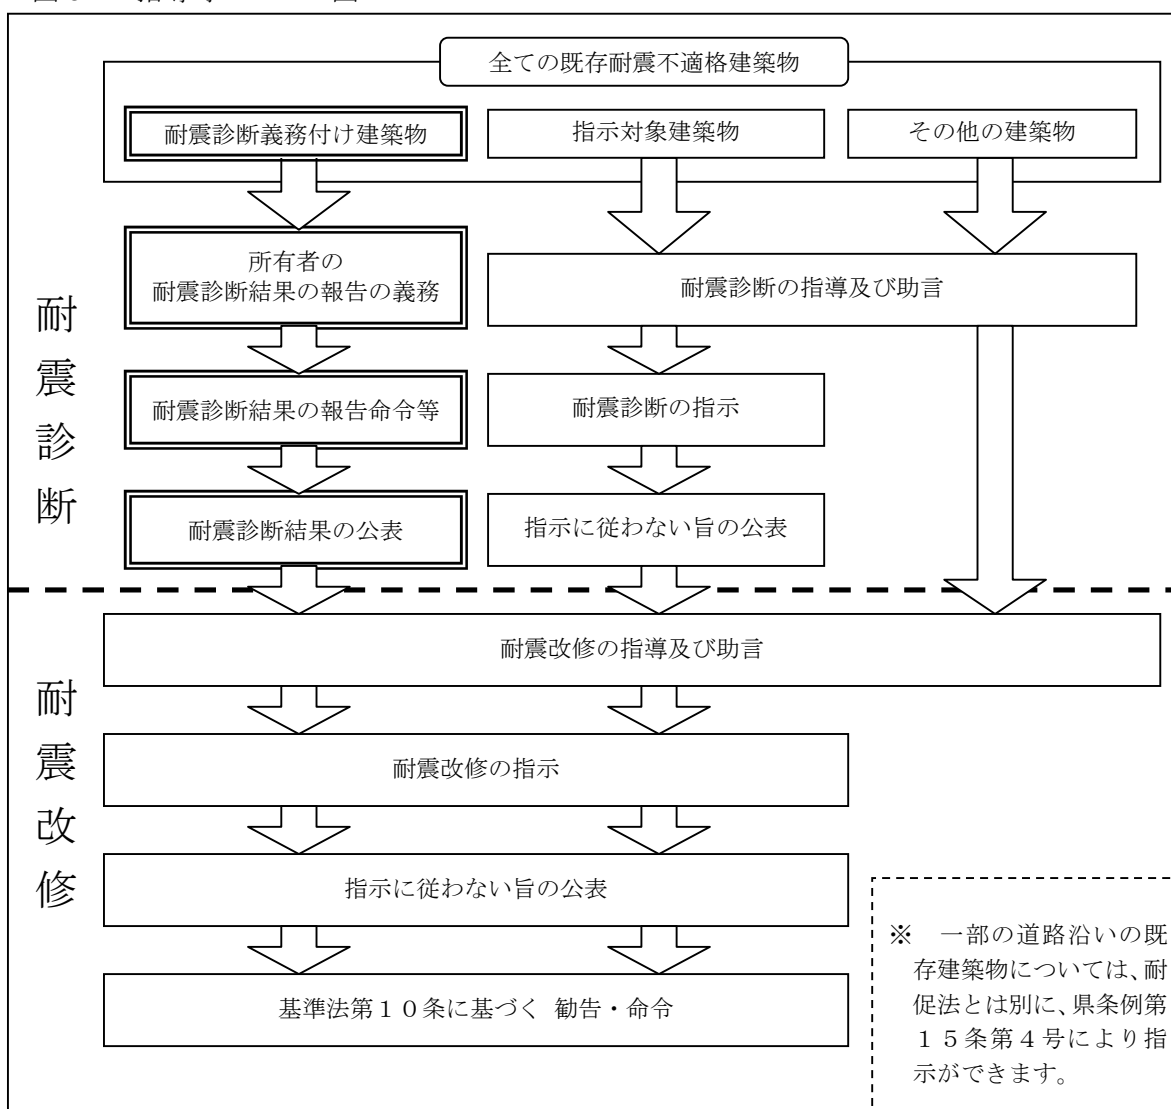 全ての既存耐震不適格建築物
耐震診断義務付け建築物
指示対象建築物
その他の建築物
所有者の
耐震診断結果の報告の義務
耐震診断の指導及び助言
耐震診断
耐震診断結果の報告命令等
耐震診断の指示
耐震診断結果の公表
指示に従わない旨の公表
耐震改修の指導及び助言
耐震改修
耐震改修の指示
指示に従わない旨の公表
基準法第10条に基づく 勧告・命令
※ 一部の道路沿いの既
存建築物については、耐
促法とは別に、県条例第
15条第4号により指
示ができます。